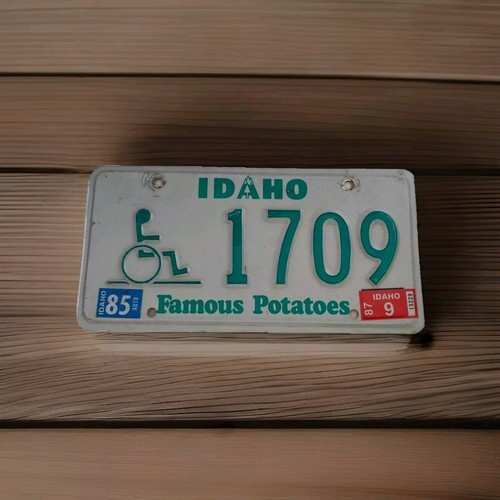 IDAHO
1709
IDAHO 85
Famous Potatoes
87 IDAHO 9